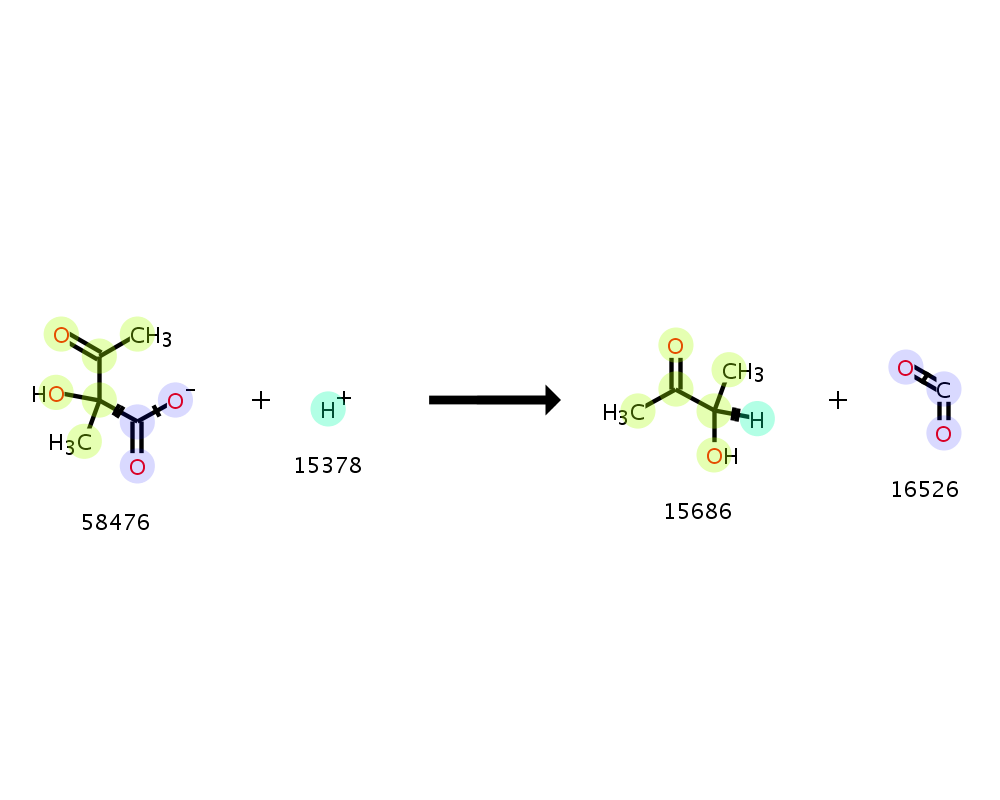 O CH3
HO O-
H3C O
58476
+
H+
15378
O
CH3
H3C H
OH
15686
+
O
C
O
16526